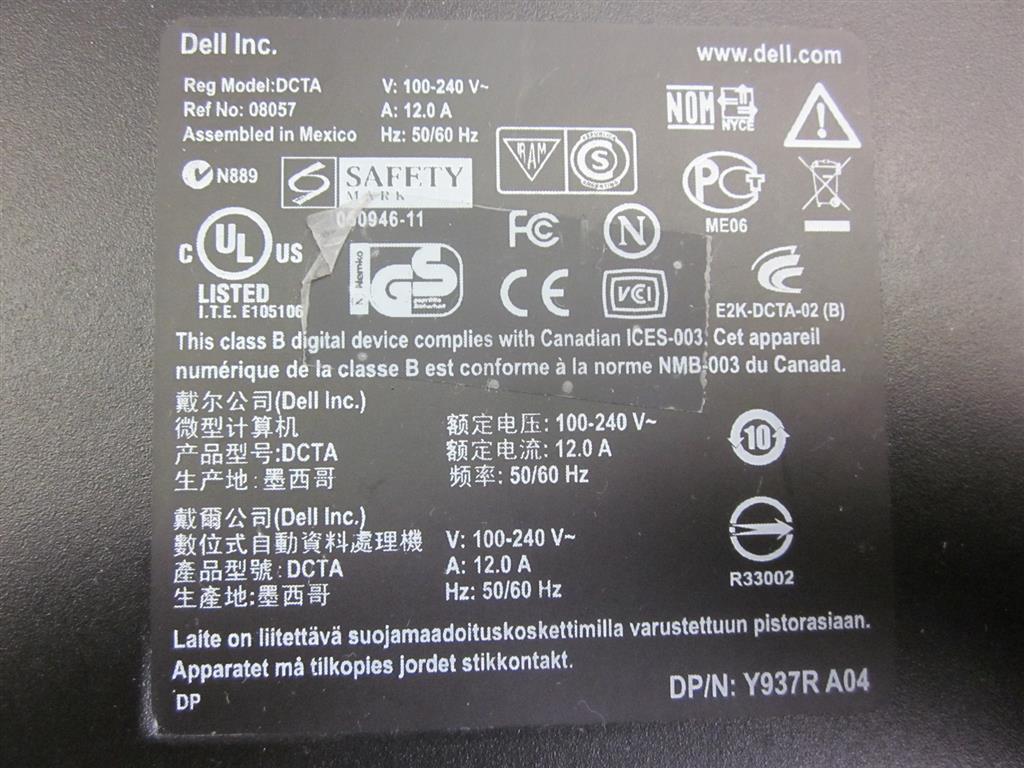 Dell Inc.
www.dell.com
Reg Model:DCTA V: 100-240 V~
Ref No: 08057 A: 12.0 A
Assembled in Mexico Hz: 50/60 Hz
NOM
NYCE
N889
SAFETY
MARK
060946-11
IRAM
S
FC
N
PCT
ME06
C UL US
LISTED
I.T.E. E105106
Hemko
GS
geprüfte
Sicherheit
CE
VCI
E2K-DCTA-02 (B)
This class B digital device complies with Canadian ICES-003. Cet appareil
numérique de la classe B est conforme à la norme NMB-003 du Canada.
戴尔公司(Dell Inc.)
微型计算机 额定电压: 100-240 V~
产品型号:DCTA 额定电流: 12.0 A
生产地: 墨西哥 频率: 50/60 Hz
10
戴爾公司(Dell Inc.)
數位式自動資料處理機 V: 100-240 V~
產品型號: DCTA A: 12.0 A
生產地:墨西哥 Hz: 50/60 Hz
R33002
Laite on liitettävä suojamaadoituskoskettimilla varustettuun pistorasiaan.
Apparatet må tilkopies jordet stikkontakt.
DP
DP/N: Y937R A04